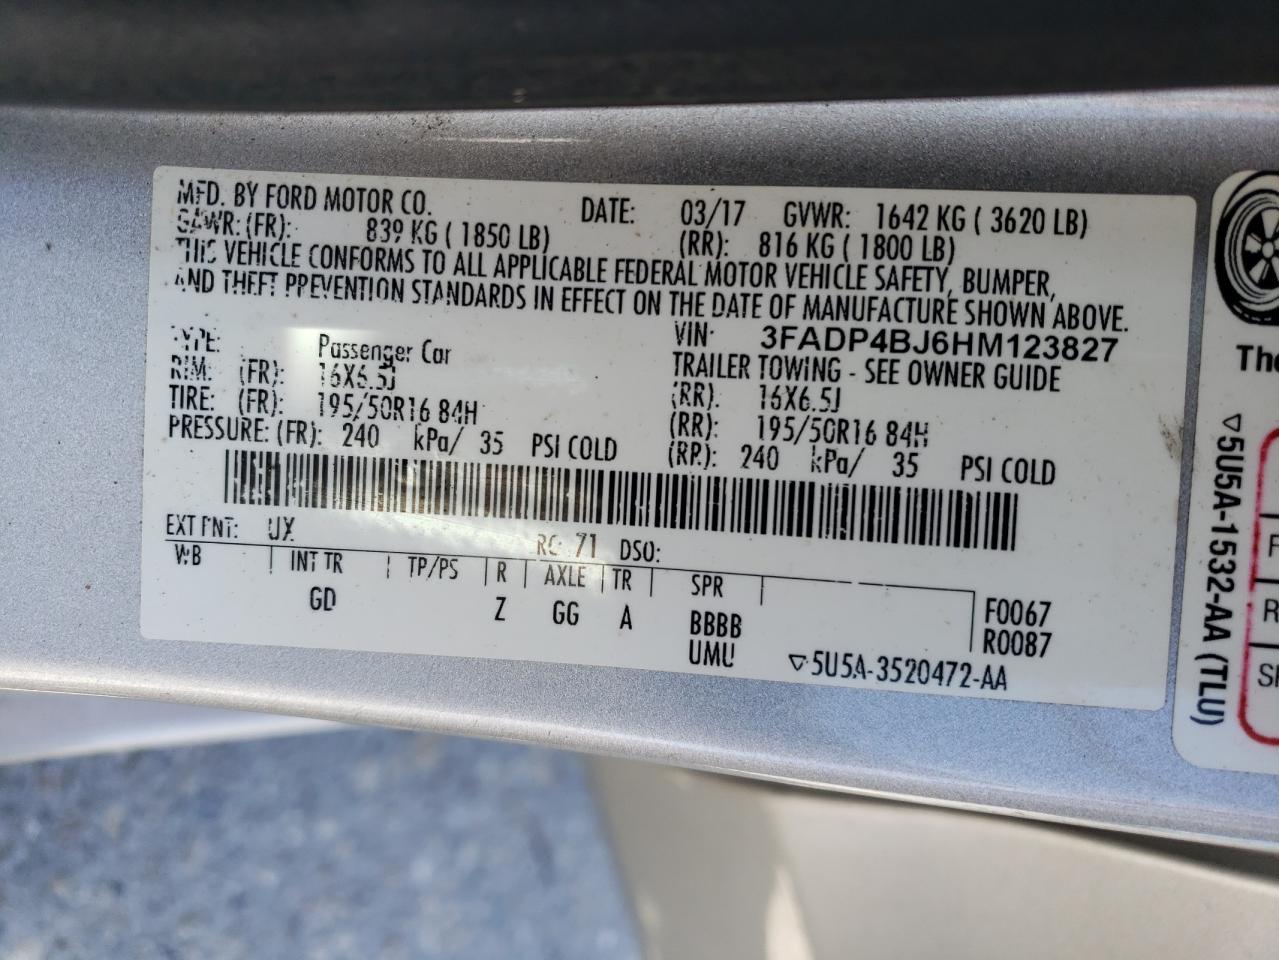 MFD. BY FORD MOTOR CO. DATE: 03/17 GVWR: 1642 KG ( 3620 LB)
GAWR: (FR): 839 KG ( 1850 LB) (RR): 816 KG ( 1800 LB)
THIS VEHICLE CONFORMS TO ALL APPLICABLE FEDERAL MOTOR VEHICLE SAFETY, BUMPER,
AND THEFT PREVENTION STANDARDS IN EFFECT ON THE DATE OF MANUFACTURE SHOWN ABOVE.
VIN: 3FADP4BJ6HM123827
TYPE: Passenger Car TRAILER TOWING - SEE OWNER GUIDE
RIM: (FR): 16X6.5J (RR): 16X6.5J
TIRE: (FR): 195/50R16 84H (RR): 195/50R16 84H
PRESSURE: (FR): 240 kPa/ 35 PSI COLD (RR): 240 kPa/ 35 PSI COLD
EXT PNT: UX RC: 71 DSO:
WB INT TR TP/PS R AXLE TR SPR
GD Z GG A BBBB F0067
UMU R0087
▽5U5A-3520472-AA
The
▽5U5A-1532-AA (TLU)
F
R